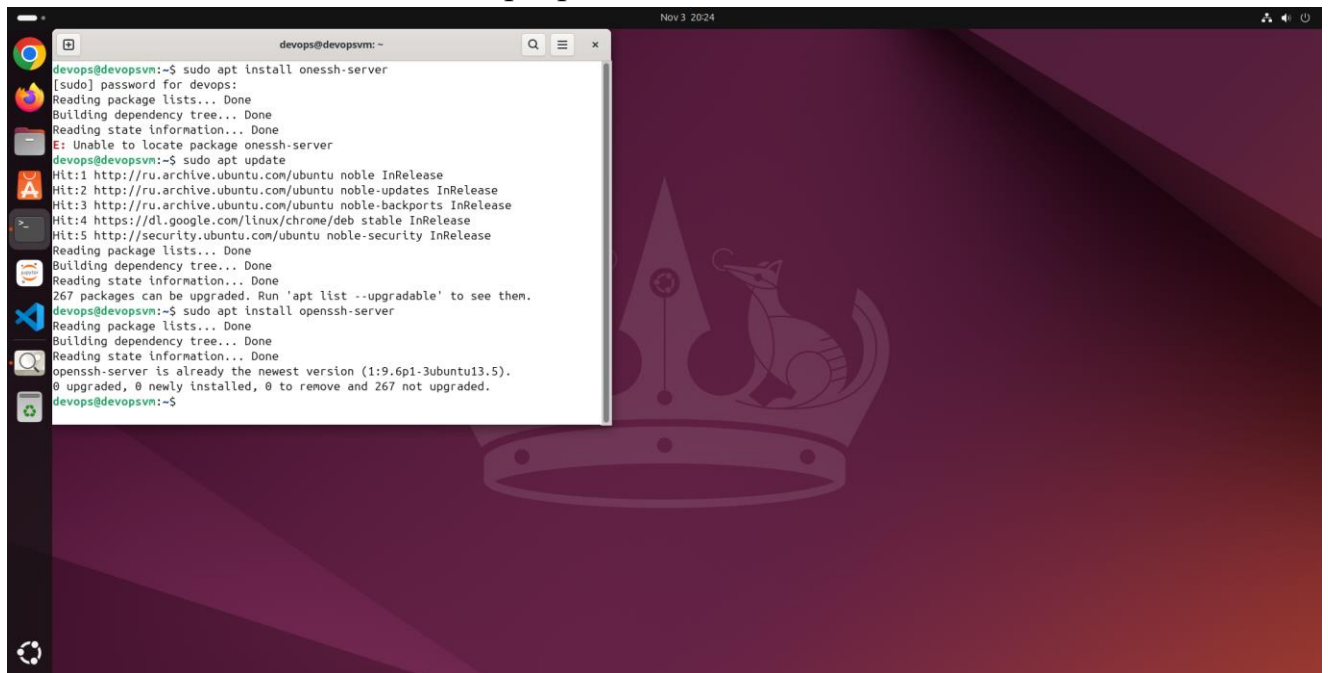 Nov 3 20:24
devops@devopsvm: ~
devops@devopsvm:~$ sudo apt install onessh-server
[sudo] password for devops:
Reading package lists... Done
Building dependency tree... Done
Reading state information... Done
E: Unable to locate package onessh-server
devops@devopsvm:~$ sudo apt update
Hit:1 http://ru.archive.ubuntu.com/ubuntu noble InRelease
Hit:2 http://ru.archive.ubuntu.com/ubuntu noble-updates InRelease
Hit:3 http://ru.archive.ubuntu.com/ubuntu noble-backports InRelease
Hit:4 https://dl.google.com/linux/chrome/deb stable InRelease
Hit:5 http://security.ubuntu.com/ubuntu noble-security InRelease
Reading package lists... Done
Building dependency tree... Done
Reading state information... Done
267 packages can be upgraded. Run 'apt list --upgradable' to see them.
devops@devopsvm:~$ sudo apt install openssh-server
Reading package lists... Done
Building dependency tree... Done
Reading state information... Done
openssh-server is already the newest version (1:9.6p1-3ubuntu13.5).
0 upgraded, 0 newly installed, 0 to remove and 267 not upgraded.
devops@devopsvm:~$